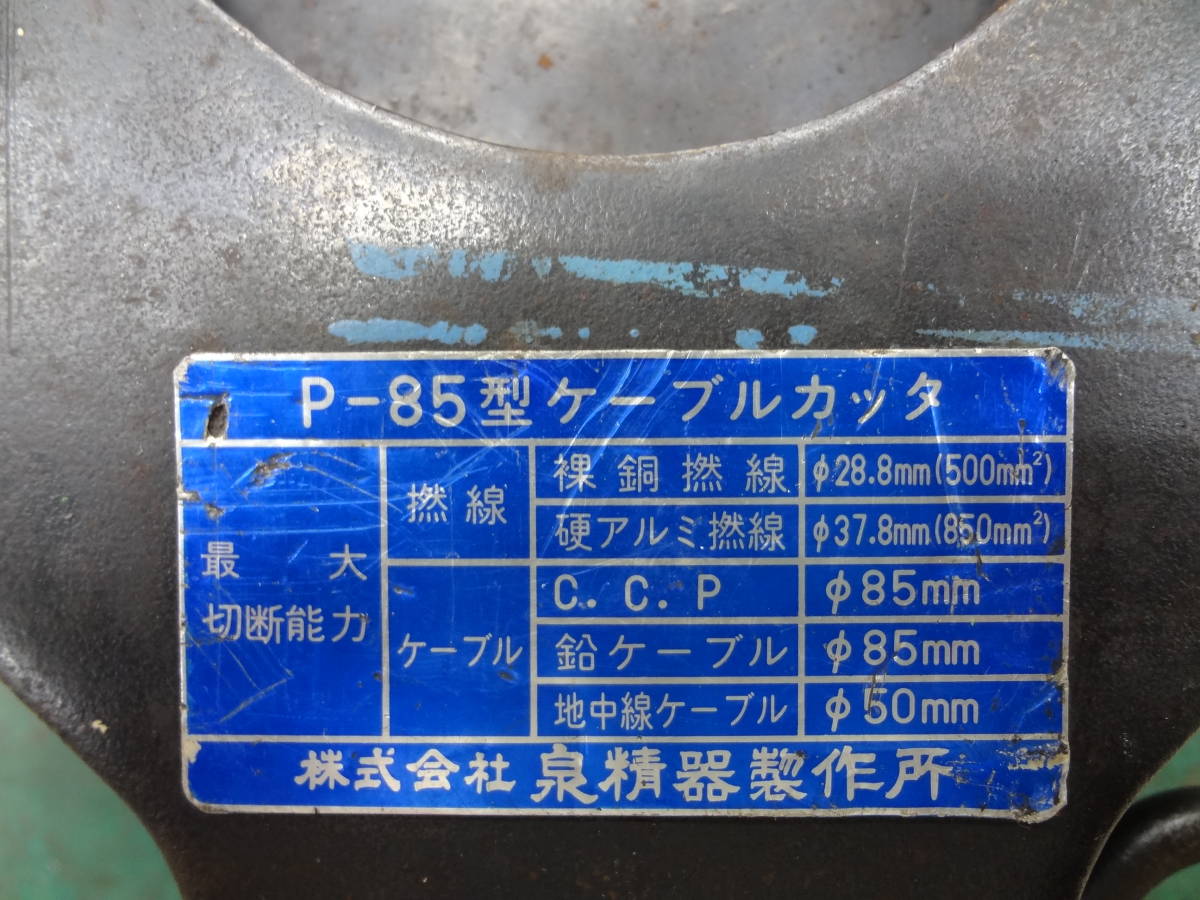 P-85型ケーブルカッタ
最大
切断能力
撚線
裸銅撚線 φ28.8mm(500mm²)
硬アルミ撚線 φ37.8mm(850mm²)
ケーブル
C.C.P φ85mm
鉛ケーブル φ85mm
地中線ケーブル φ50mm
株式会社 泉精器製作所